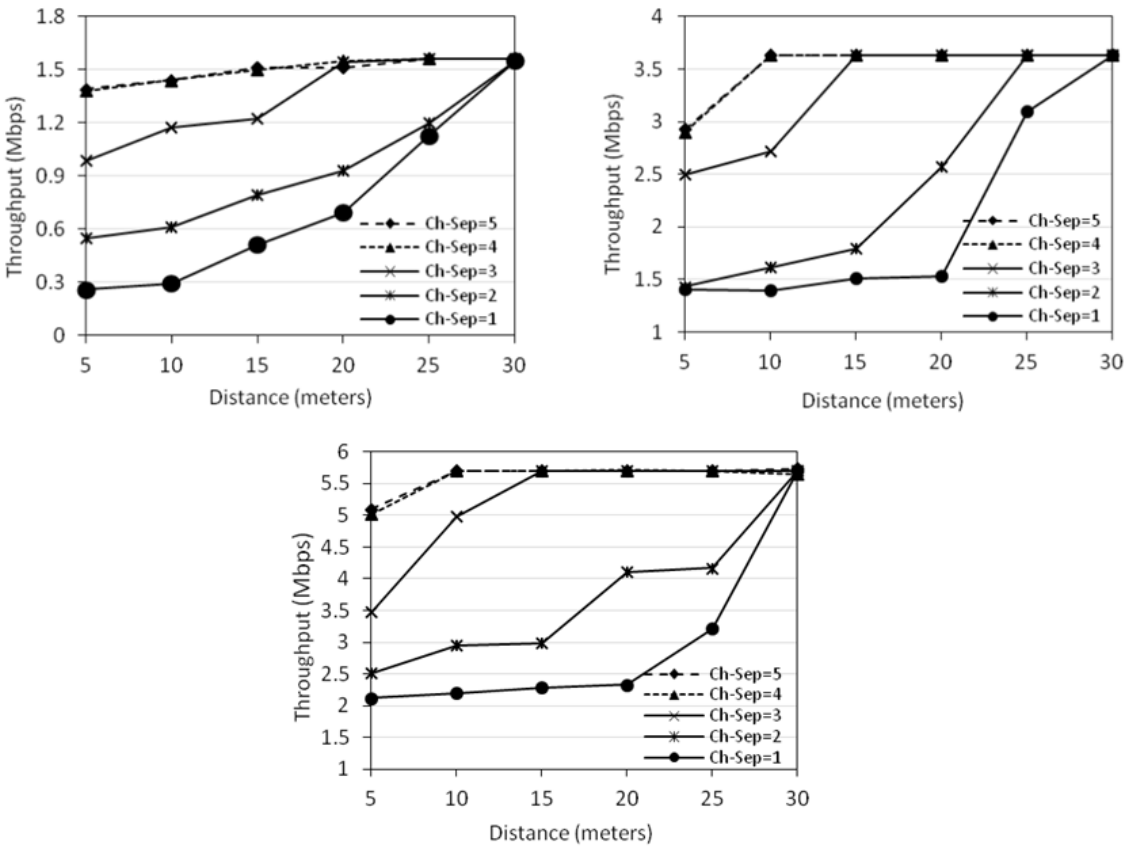 1.8
1.5
1.2
0.9
0.6
0.3
0
Throughput (Mbps)
Ch-Sep=5
Ch-Sep=4
Ch-Sep=3
Ch-Sep=2
Ch-Sep=1
5 10 15 20 25 30
Distance (meters)
4
3.5
3
2.5
2
1.5
1
Throughput (Mbps)
Ch-Sep=5
Ch-Sep=4
Ch-Sep=3
Ch-Sep=2
Ch-Sep=1
5 10 15 20 25 30
Distance (meters)
6
5.5
5
4.5
4
3.5
3
2.5
2
1.5
1
Throughput (Mbps)
Ch-Sep=5
Ch-Sep=4
Ch-Sep=3
Ch-Sep=2
Ch-Sep=1
5 10 15 20 25 30
Distance (meters)